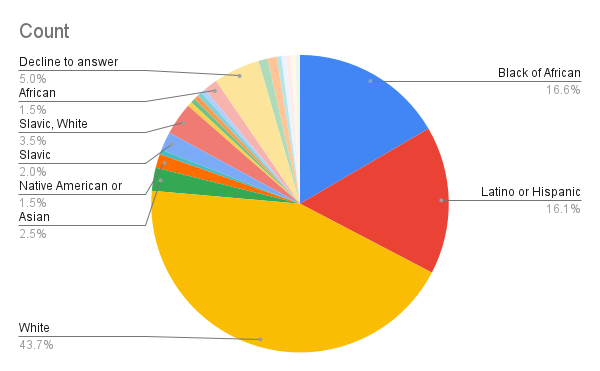 Count
Decline to answer
5.0%
African
1.5%
Slavic, White
3.5%
Slavic
2.0%
Native American or
1.5%
Asian
2.5%
White
43.7%
Black of African
16.6%
Latino or Hispanic
16.1%